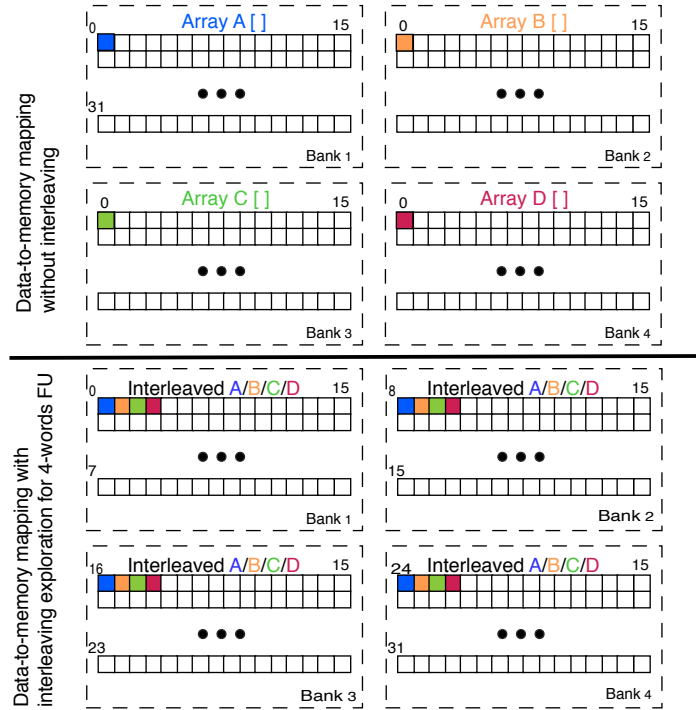 Data-to-memory mapping
without interleaving
Array A [ ]
0
15
31
Bank 1
Array B [ ]
0
15
Bank 2
Array C [ ]
0
15
Bank 3
Array D [ ]
0
15
Bank 4
Data-to-memory mapping with
interleaving exploration for 4-words FU
Interleaved A/B/C/D
0
15
7
Bank 1
Interleaved A/B/C/D
8
15
15
Bank 2
Interleaved A/B/C/D
16
15
23
Bank 3
Interleaved A/B/C/D
24
15
31
Bank 4